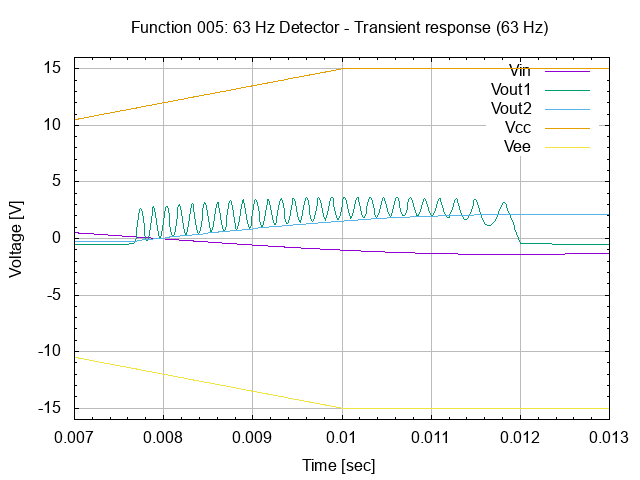 Function 005: 63 Hz Detector - Transient response (63 Hz)
15
10
5
0
-5
-10
-15
Voltage [V]
Vin
Vout1
Vout2
Vcc
Vee
0.007 0.008 0.009 0.01 0.011 0.012 0.013
Time [sec]